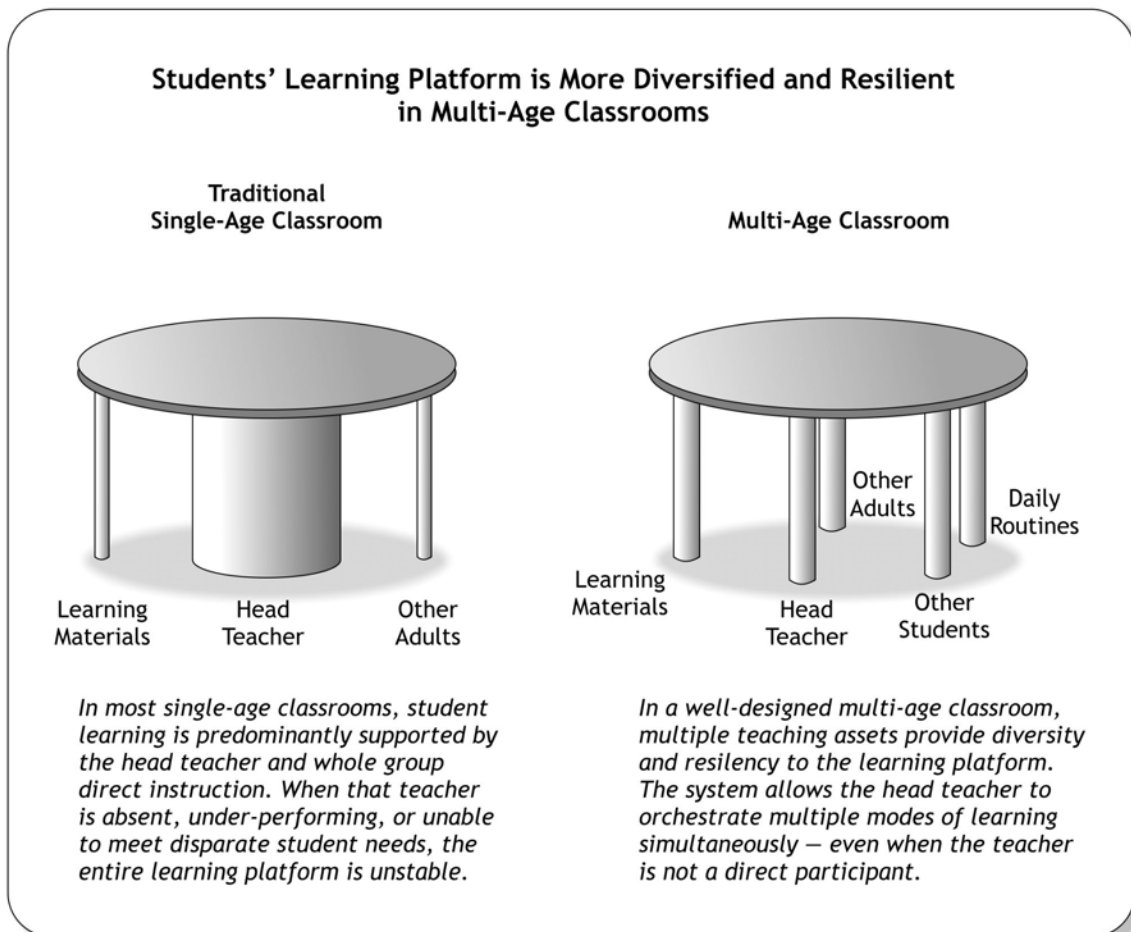 Students’ Learning Platform is More Diversified and Resilient
in Multi-Age Classrooms
Traditional
Single-Age Classroom
Learning
Materials
Head
Teacher
Other
Adults
In most single-age classrooms, student
learning is predominantly supported by
the head teacher and whole group
direct instruction. When that teacher
is absent, under-performing, or unable
to meet disparate student needs, the
entire learning platform is unstable.
Multi-Age Classroom
Learning
Materials
Head
Teacher
Other
Adults
Other
Students
Daily
Routines
In a well-designed multi-age classroom,
multiple teaching assets provide diversity
and resilency to the learning platform.
The system allows the head teacher to
orchestrate multiple modes of learning
simultaneously — even when the teacher
is not a direct participant.